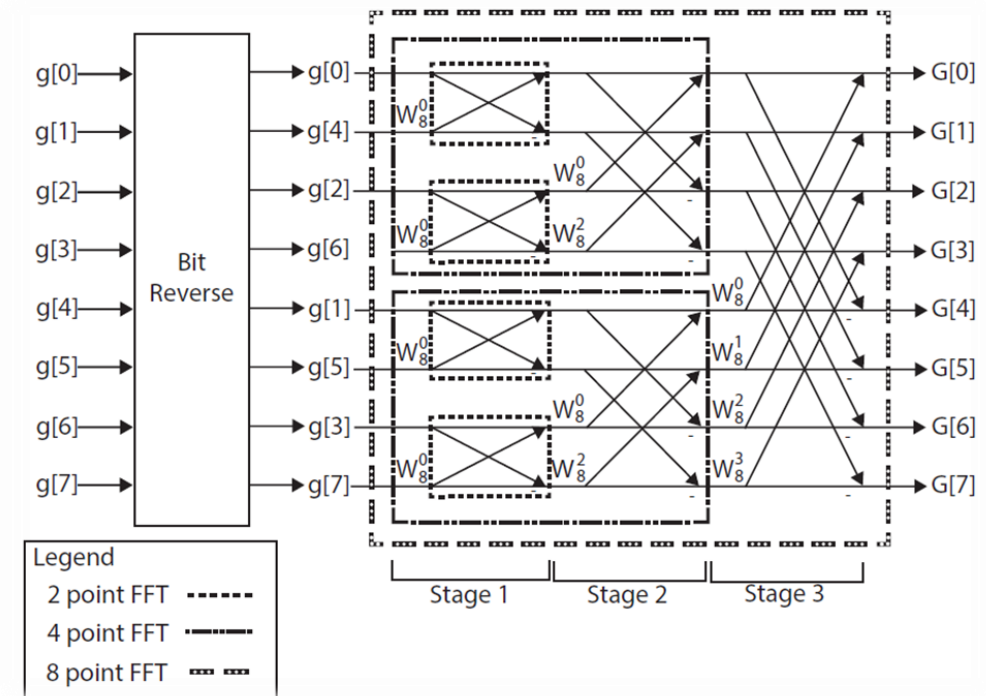 g[0] g[0] G[0]
W₈⁰
g[1] g[4] G[1]
W₈⁰
g[2] g[2] G[2]
-
W₈⁰ W₈²
g[3] g[6] G[3]
- -
Bit
Reverse
W₈⁰
g[4] g[1] G[4]
-
W₈⁰ W₈¹
g[5] g[5] G[5]
- -
W₈⁰ W₈²
g[6] g[3] G[6]
- -
W₈⁰ W₈² W₈³
g[7] g[7] G[7]
- - -
Legend
2 point FFT
4 point FFT
8 point FFT
Stage 1 Stage 2 Stage 3